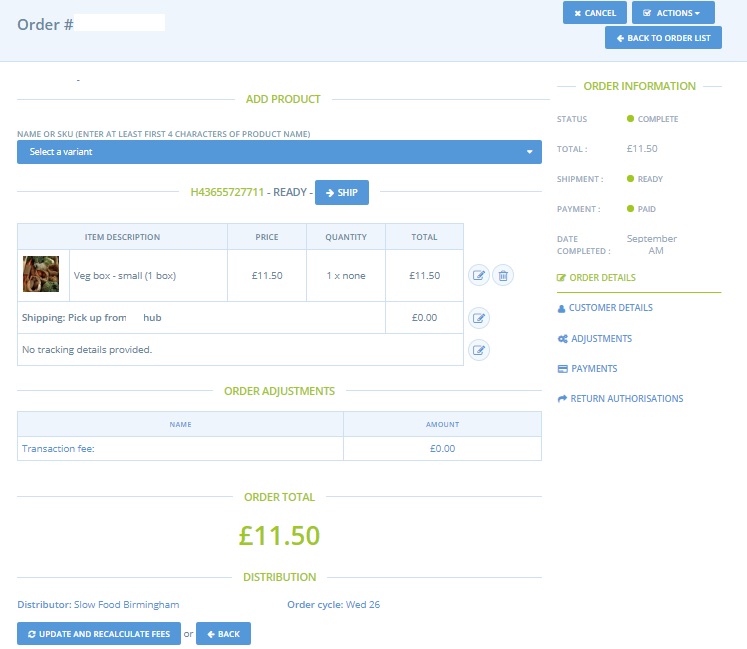 Order #
CANCEL
ACTIONS
BACK TO ORDER LIST
-
ADD PRODUCT
NAME OR SKU (ENTER AT LEAST FIRST 4 CHARACTERS OF PRODUCT NAME)
Select a variant
H43655727711 - READY - SHIP
ITEM DESCRIPTION PRICE QUANTITY TOTAL
Veg box - small (1 box) £11.50 1 x none £11.50
Shipping: Pick up from hub £0.00
No tracking details provided.
ORDER ADJUSTMENTS
NAME AMOUNT
Transaction fee: £0.00
ORDER TOTAL
£11.50
DISTRIBUTION
Distributor: Slow Food Birmingham Order cycle: Wed 26
UPDATE AND RECALCULATE FEES or BACK
ORDER INFORMATION
STATUS COMPLETE
TOTAL : £11.50
SHIPMENT : READY
PAYMENT : PAID
DATE September
COMPLETED : AM
ORDER DETAILS
CUSTOMER DETAILS
ADJUSTMENTS
PAYMENTS
RETURN AUTHORISATIONS